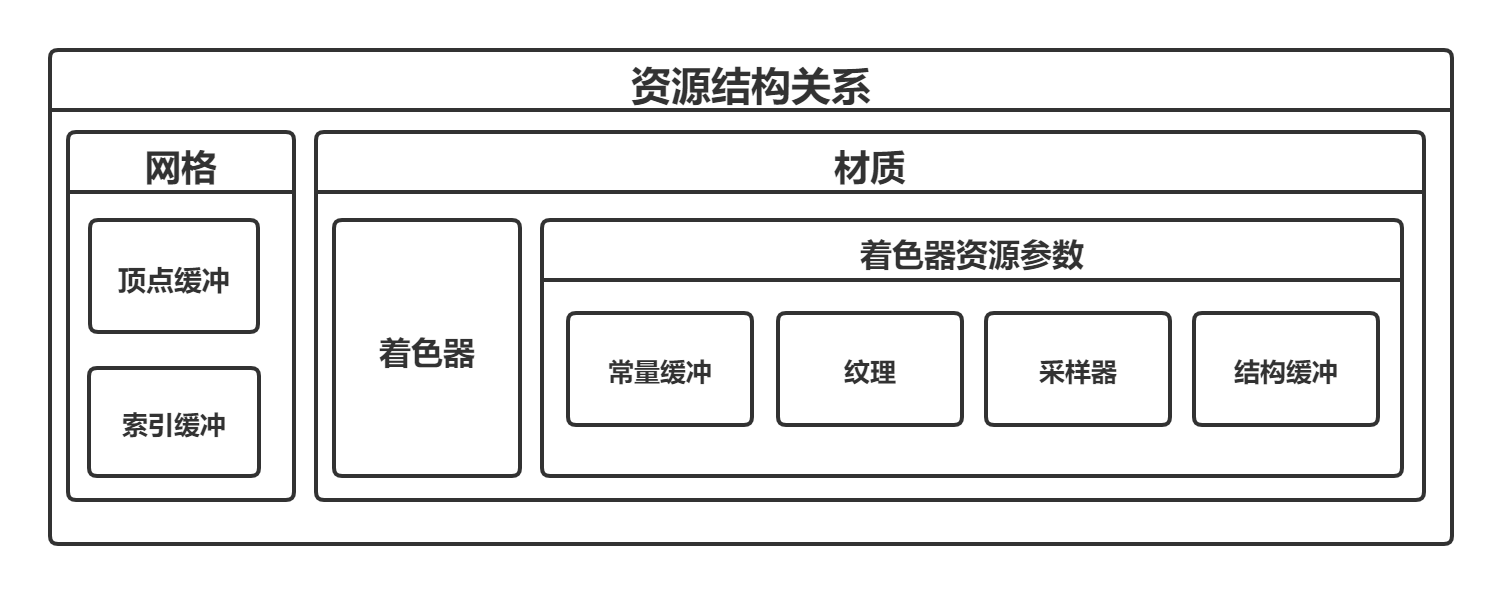 资源结构关系
网格
材质
顶点缓冲
索引缓冲
着色器
着色器资源参数
常量缓冲
纹理
采样器
结构缓冲